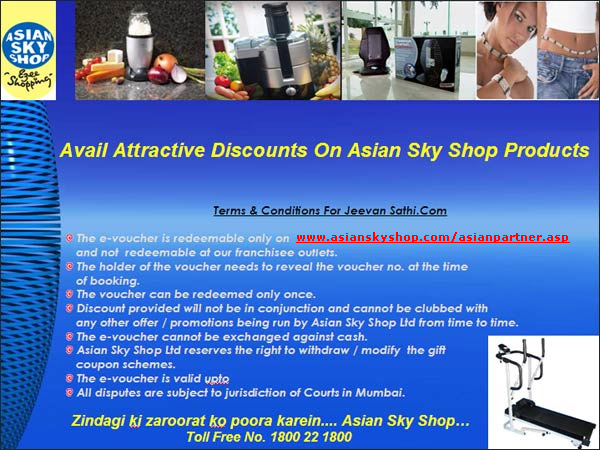 ASIAN
SKY
SHOP
Ezee
Shopping
Avail Attractive Discounts On Asian Sky Shop Products
Terms & Conditions For Jeevan Sathi.Com
The e-voucher is redeemable only on www.asianskyshop.com/asianpartner.asp
and not redeemable at our franchisee outlets.
The holder of the voucher needs to reveal the voucher no. at the time
of booking.
The voucher can be redeemed only once.
Discount provided will not be in conjunction and cannot be clubbed with
any other offer / promotions being run by Asian Sky Shop Ltd from time to time.
The e-voucher cannot be exchanged against cash.
Asian Sky Shop Ltd reserves the right to withdraw / modify the gift
coupon schemes.
The e-voucher is valid upto
All disputes are subject to jurisdiction of Courts in Mumbai.
Zindagi ki zaroorat ko poora karein.... Asian Sky Shop...
Toll Free No. 1800 22 1800